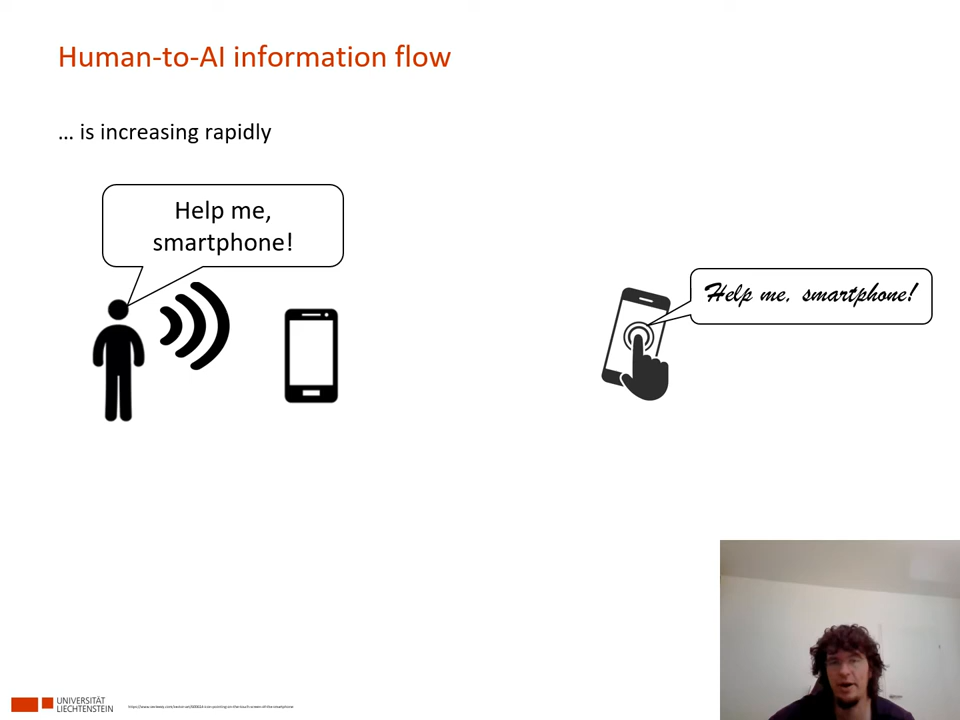 Human-to-AI information flow
… is increasing rapidly
Help me,
smartphone!
Help me, smartphone!
UNIVERSITÄT
LIECHTENSTEIN